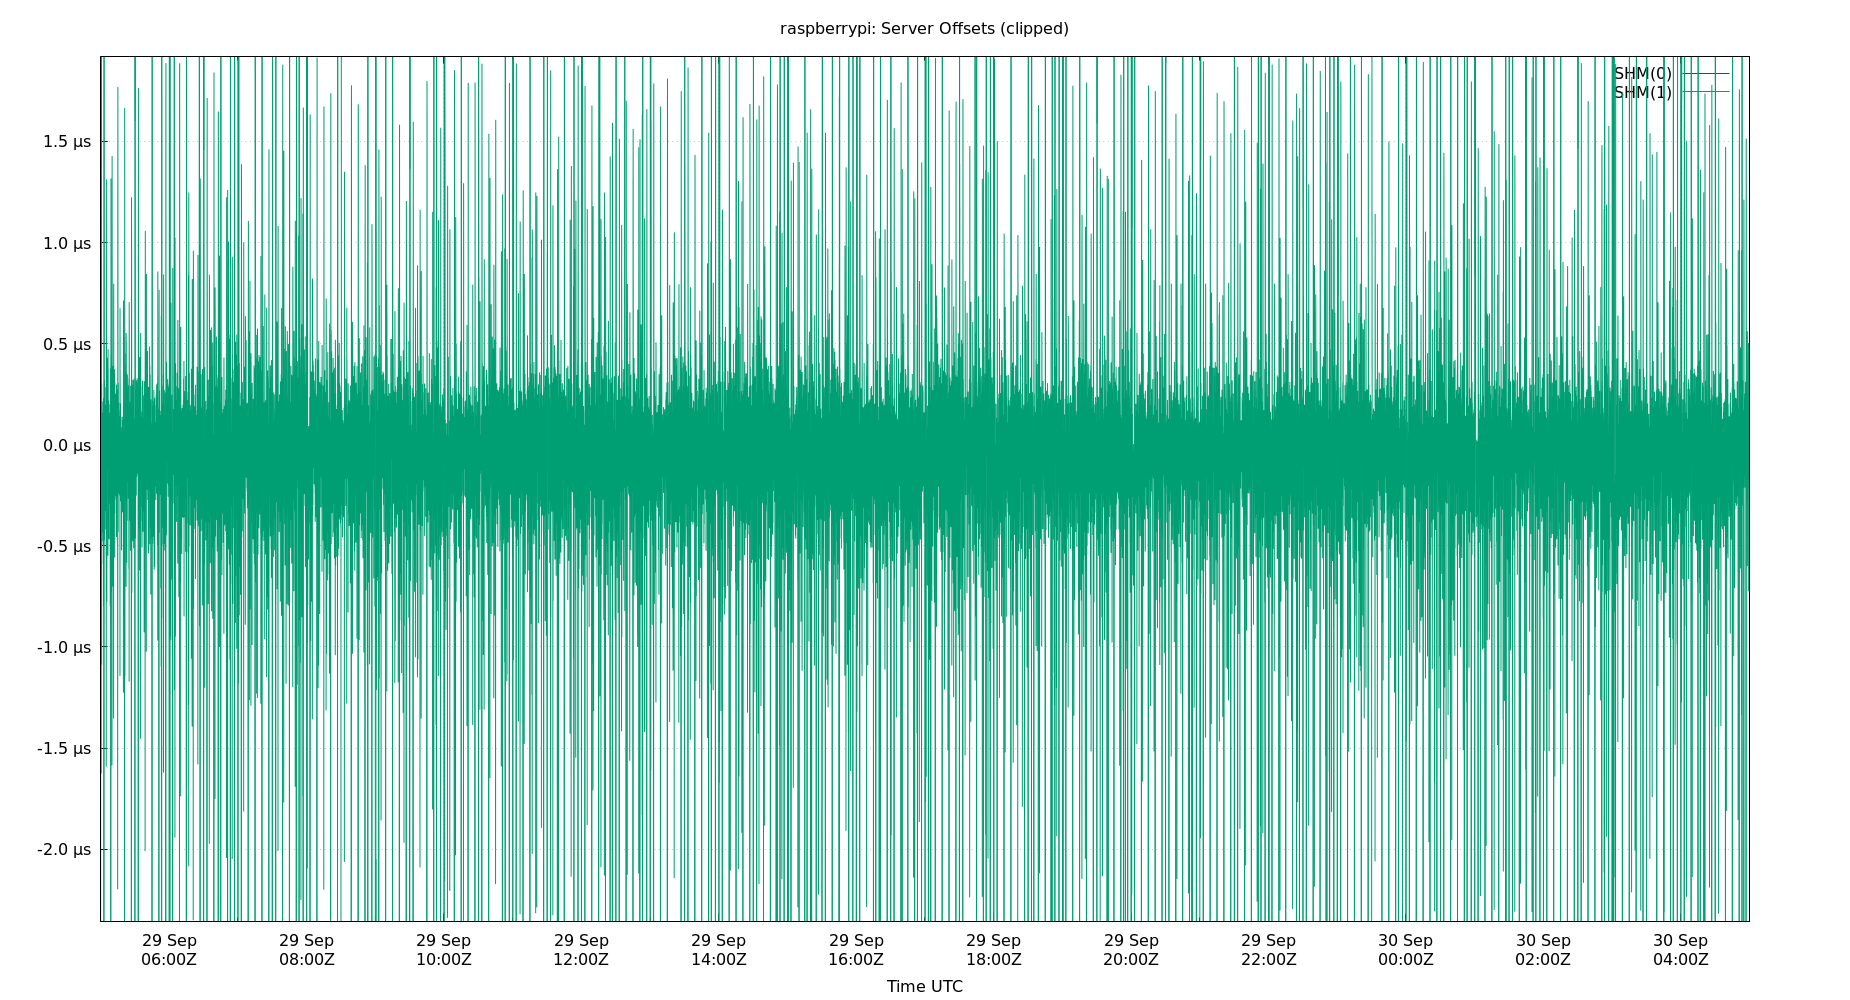 raspberrypi: Server Offsets (clipped)
SHM(0)
SHM(1)
1.5 µs
1.0 µs
0.5 µs
0.0 µs
-0.5 µs
-1.0 µs
-1.5 µs
-2.0 µs
29 Sep 29 Sep 29 Sep 29 Sep 29 Sep 29 Sep 29 Sep 29 Sep 29 Sep 30 Sep 30 Sep 30 Sep
06:00Z 08:00Z 10:00Z 12:00Z 14:00Z 16:00Z 18:00Z 20:00Z 22:00Z 00:00Z 02:00Z 04:00Z
Time UTC